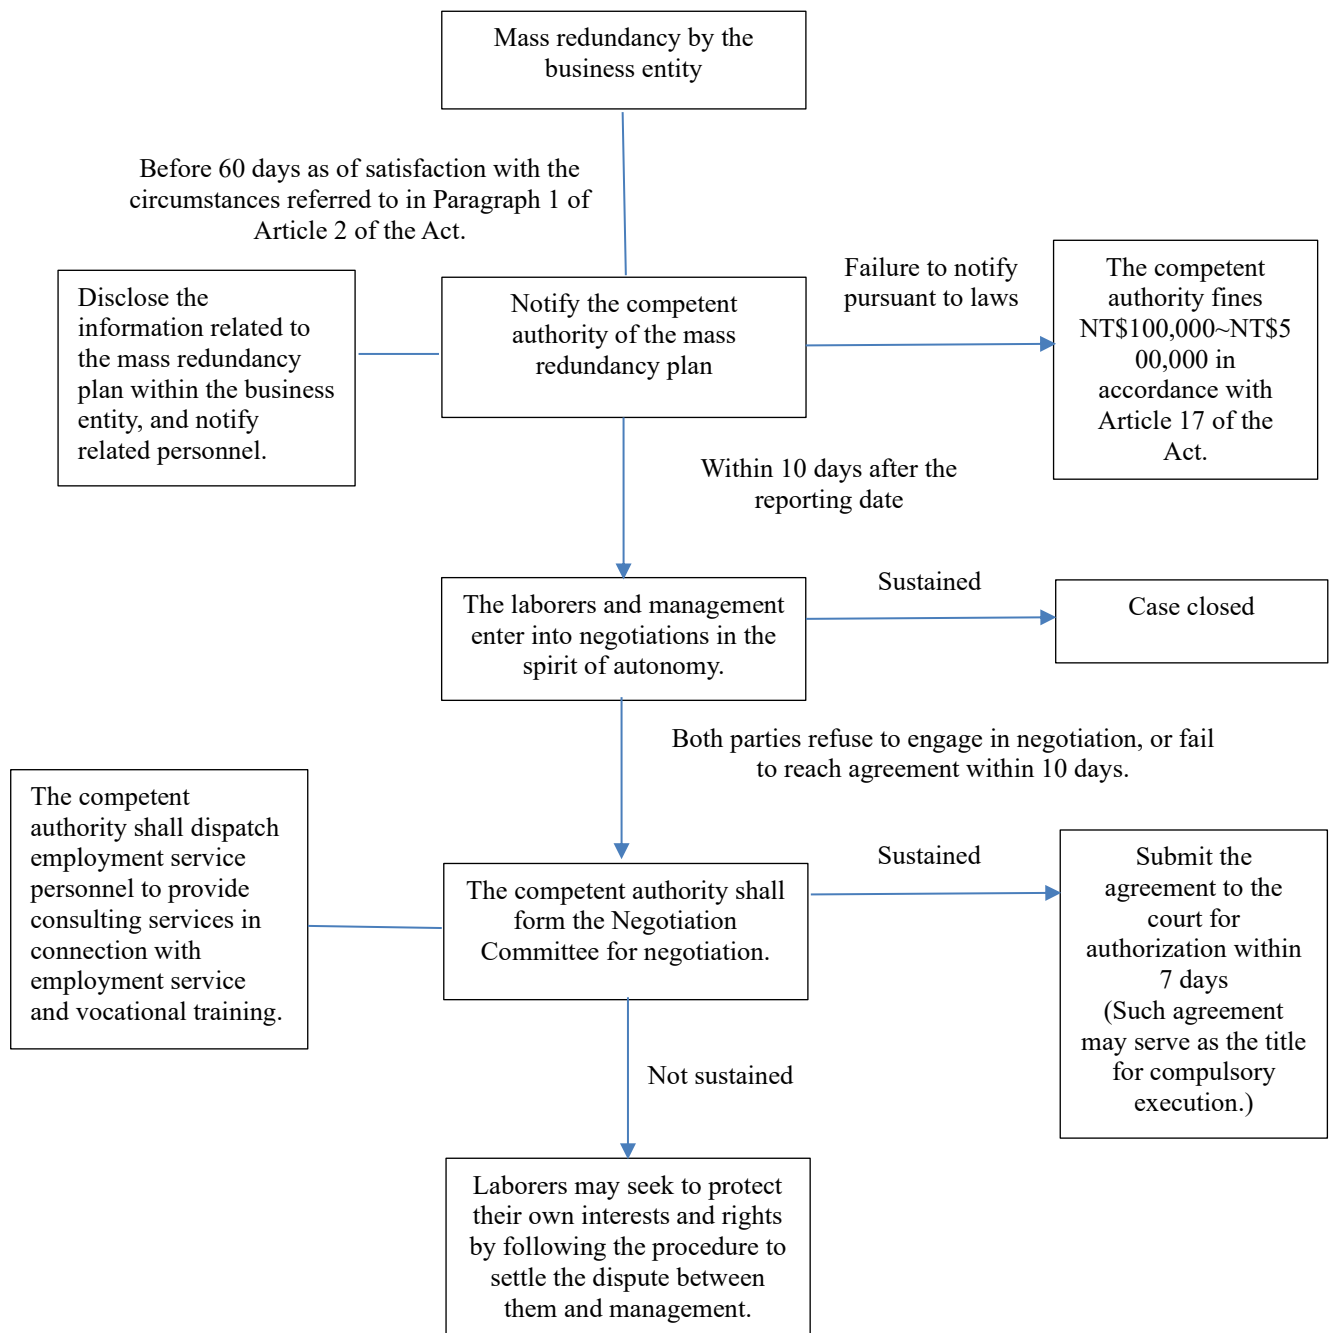 Mass redundancy by the
business entity
Before 60 days as of satisfaction with the
circumstances referred to in Paragraph 1 of
Article 2 of the Act.
Disclose the
information related to
the mass redundancy
plan within the business
entity, and notify
related personnel.
Notify the competent
authority of the mass
redundancy plan
Failure to notify
pursuant to laws
The competent
authority fines
NT$100,000~NT$5
00,000 in
accordance with
Article 17 of the
Act.
Within 10 days after the
reporting date
The laborers and management
enter into negotiations in the
spirit of autonomy.
Sustained
Case closed
Both parties refuse to engage in negotiation, or fail
to reach agreement within 10 days.
The competent
authority shall dispatch
employment service
personnel to provide
consulting services in
connection with
employment service
and vocational training.
The competent authority shall
form the Negotiation
Committee for negotiation.
Sustained
Submit the
agreement to the
court for
authorization within
7 days
(Such agreement
may serve as the title
for compulsory
execution.)
Not sustained
Laborers may seek to protect
their own interests and rights
by following the procedure to
settle the dispute between
them and management.